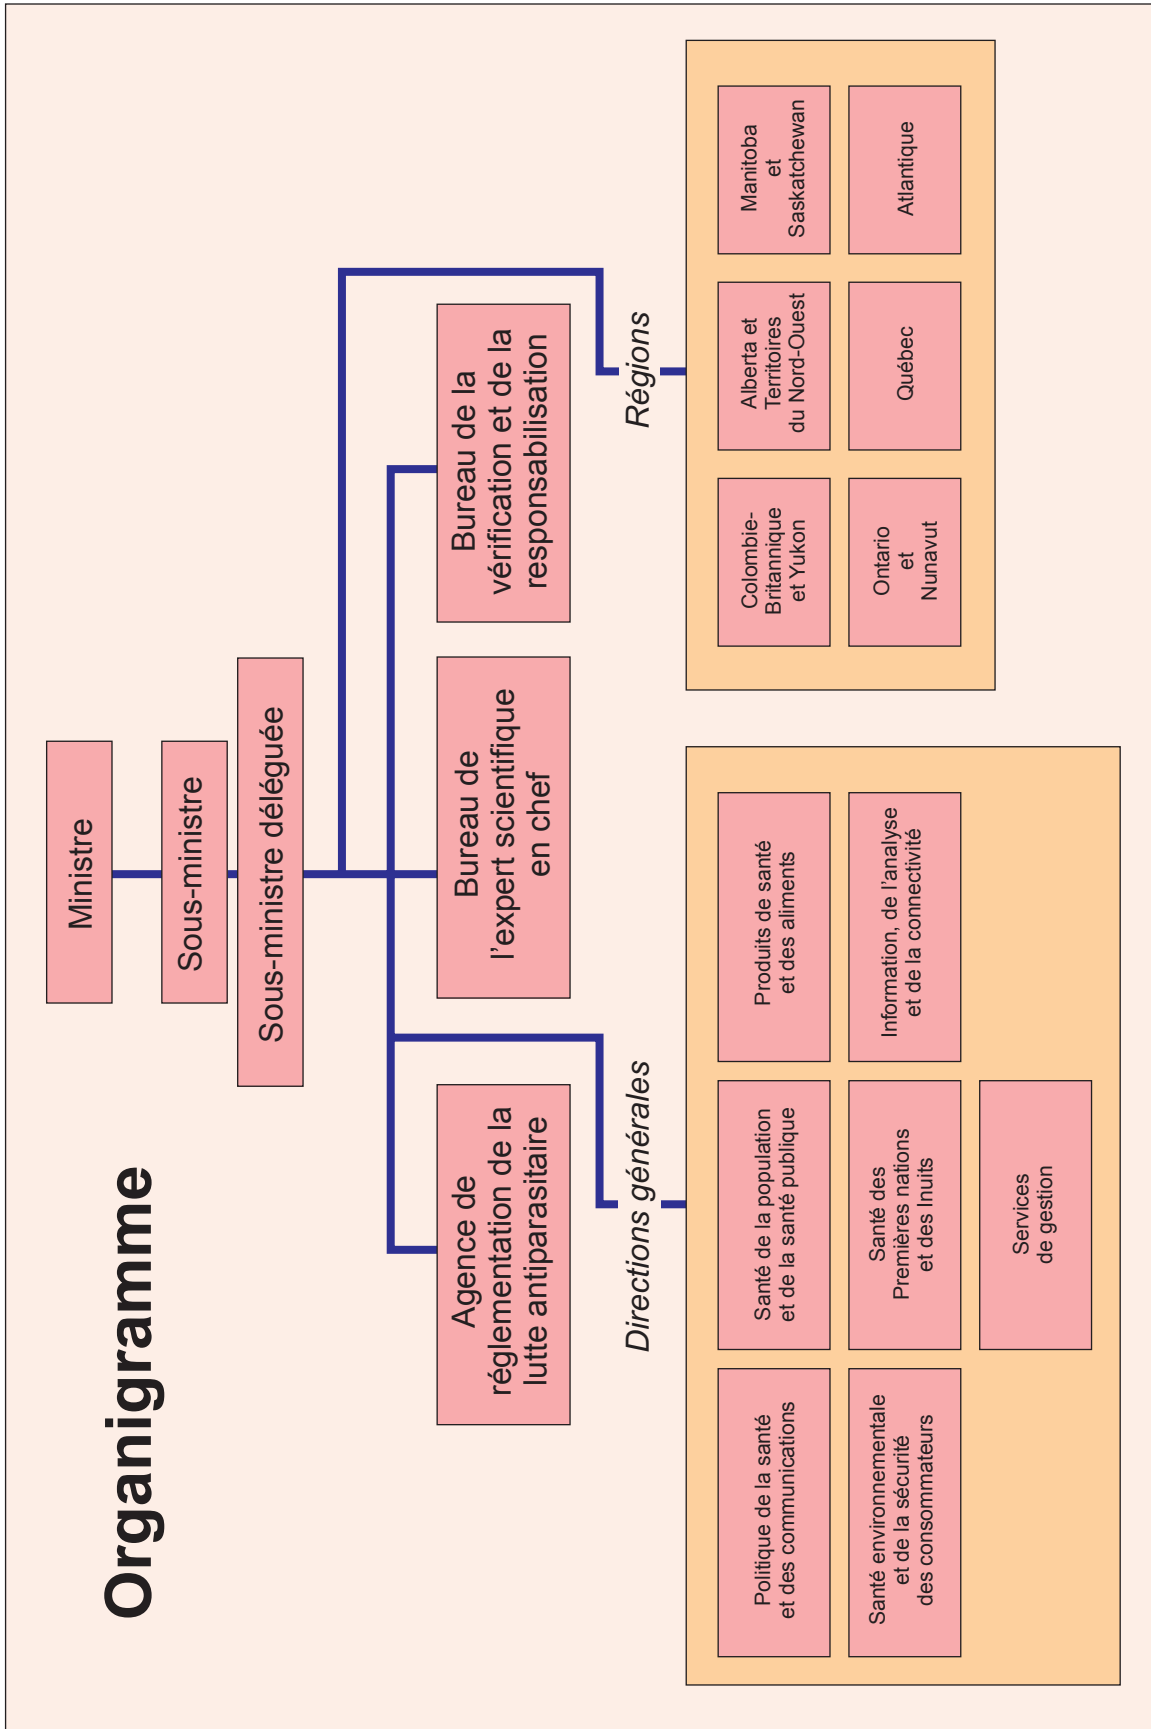 Organigramme
Ministre
Sous-ministre
Sous-ministre déléguée
Agence de
réglementation de la
lutte antiparasitaire
Bureau de
l'expert scientifique
en chef
Bureau de la
vérification et de la
responsabilisation
Directions générales
Politique de la santé
et des communications
Santé de la population
et de la santé publique
Produits de santé
et des aliments
Santé environnementale
et de la sécurité
des consommateurs
Santé des
Premières nations
et des Inuits
Information, de l'analyse
et de la connectivité
Services
de gestion
Régions
Colombie-
Britannique
et Yukon
Alberta et
Territoires
du Nord-Ouest
Manitoba
et
Saskatchewan
Ontario
et
Nunavut
Québec
Atlantique